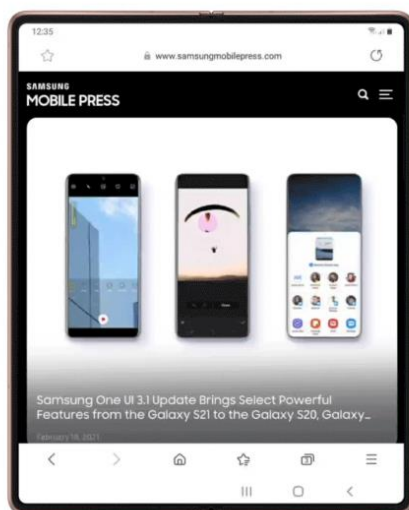 12:35
www.samsungmobilepress.com
SAMSUNG
MOBILE PRESS
Samsung One UI 3.1 Update Brings Select Powerful
Features from the Galaxy S21 to the Galaxy S20, Galaxy...
February 18, 2021